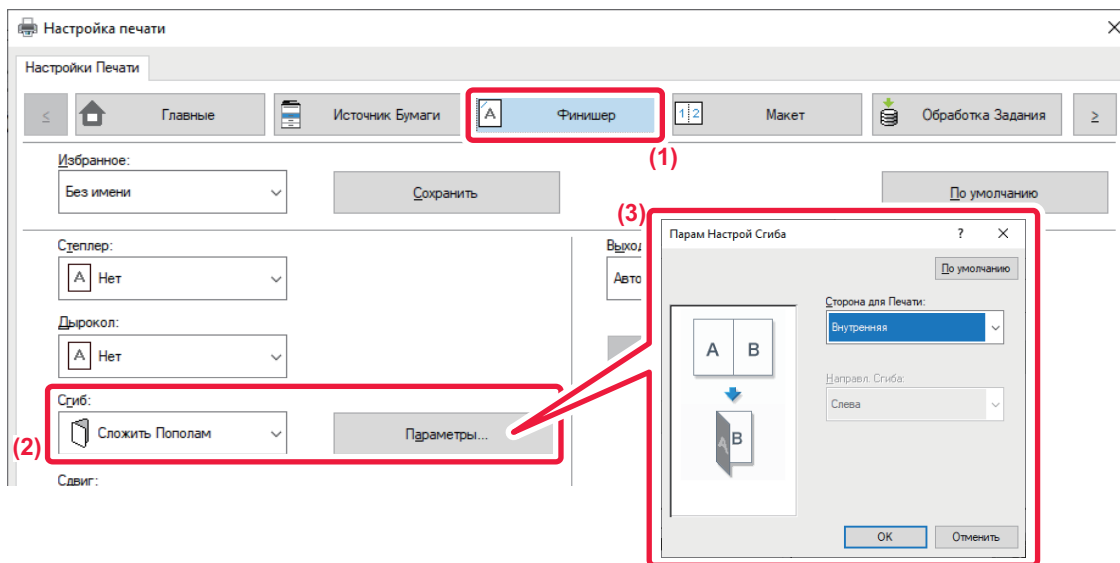 Настройка печати
Настройки Печати
≤ Главные Источник Бумаги A Финишер 1 2 Макет Обработка Задания ≥
(1)
Избранное:
Без имени Сохранить По умолчанию
Степлер:
A Нет
Дырокол:
A Нет
Сгиб:
(2) Сложить Пополам Параметры...
Сдвиг:
Выход
Авто
(3)
Парам Настрой Сгиба ?
По умолчанию
Сторона для Печати:
Внутренняя
Направл. Сгиба:
Слева
A B
A B
OK Отменить